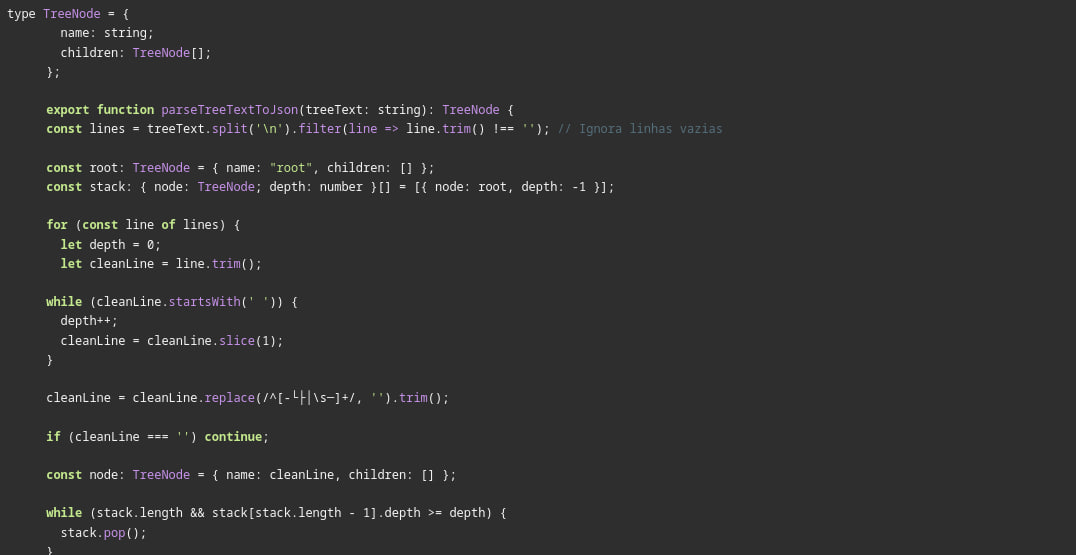 type TreeNode = {
name: string;
children: TreeNode[];
};
export function parseTreeTextToJson(treeText: string): TreeNode {
const lines = treeText.split('\n').filter(line => line.trim() !== ''); // Ignora linhas vazias
const root: TreeNode = { name: "root", children: [] };
const stack: { node: TreeNode; depth: number }[] = [{ node: root, depth: -1 }];
for (const line of lines) {
let depth = 0;
let cleanLine = line.trim();
while (cleanLine.startsWith(' ')) {
depth++;
cleanLine = cleanLine.slice(1);
}
cleanLine = cleanLine.replace(/^[-└├│\s─]+/, '').trim();
if (cleanLine === '') continue;
const node: TreeNode = { name: cleanLine, children: [] };
while (stack.length && stack[stack.length - 1].depth >= depth) {
stack.pop();
}